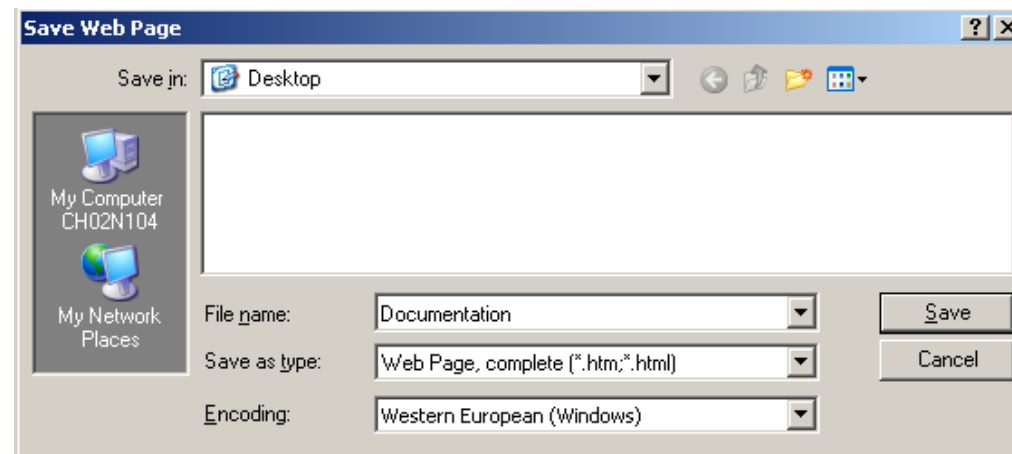 Save Web Page
Save in: Desktop
My Computer
CH02N104
My Network
Places
File name: Documentation Save
Save as type: Web Page, complete (*.htm;*.html) Cancel
Encoding: Western European (Windows)